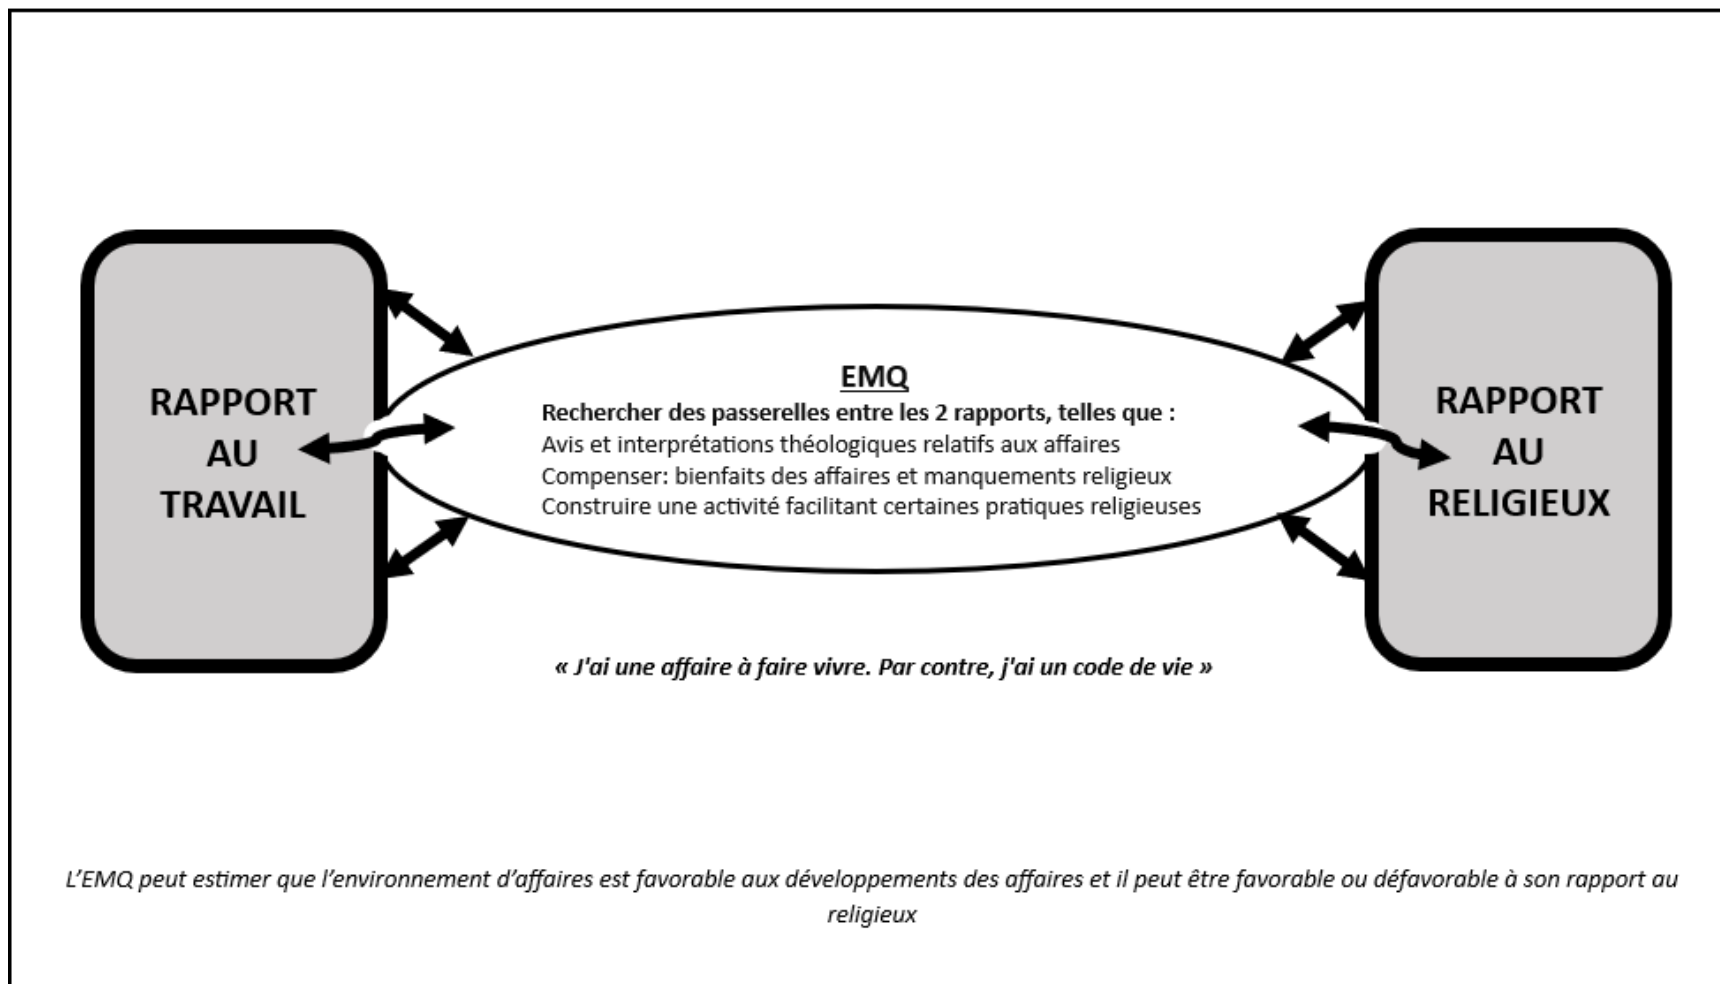 RAPPORT
AU
TRAVAIL
EMQ
Rechercher des passerelles entre les 2 rapports, telles que :
Avis et interprétations théologiques relatifs aux affaires
Compenser: bienfaits des affaires et manquements religieux
Construire une activité facilitant certaines pratiques religieuses
RAPPORT
AU
RELIGIEUX
« J'ai une affaire à faire vivre. Par contre, j'ai un code de vie »
L’EMQ peut estimer que l’environnement d’affaires est favorable aux développements des affaires et il peut être favorable ou défavorable à son rapport au
religieux